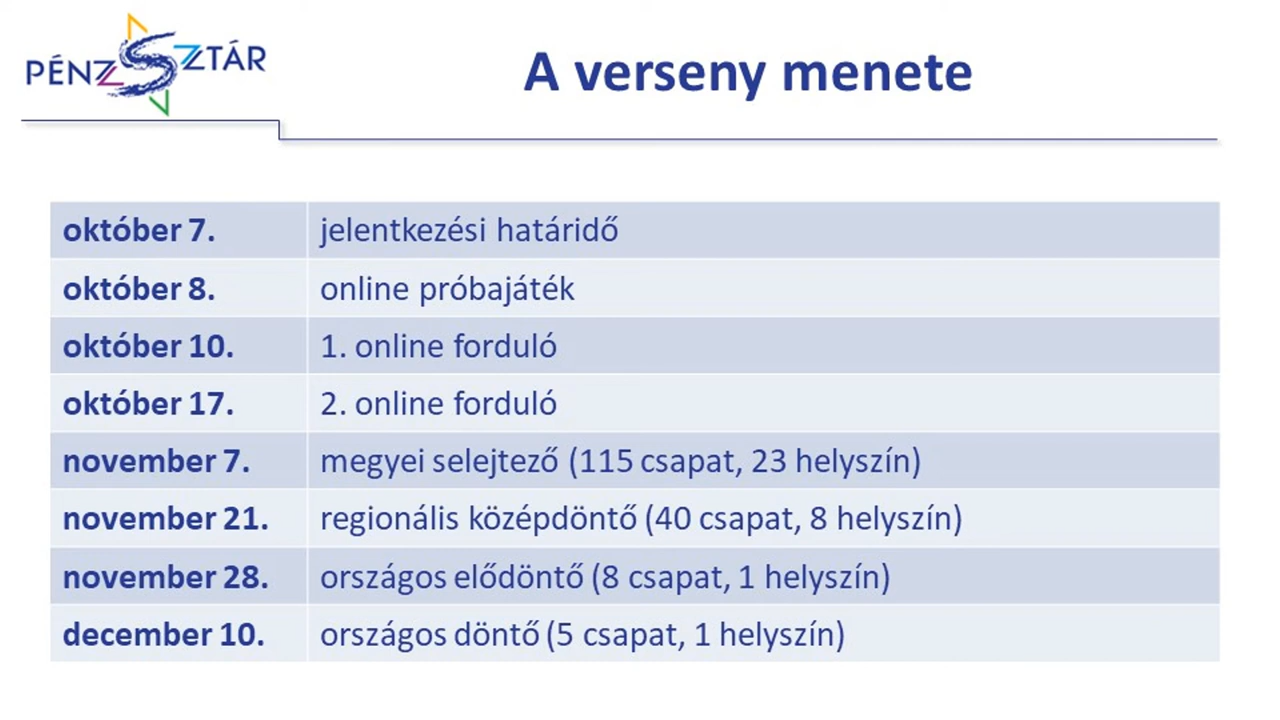 PÉNZSZTÁR
A verseny menete
október 7. jelentkezési határidő
október 8. online próbajáték
október 10. 1. online forduló
október 17. 2. online forduló
november 7. megyei selejtező (115 csapat, 23 helyszín)
november 21. regionális középdöntő (40 csapat, 8 helyszín)
november 28. országos elődöntő (8 csapat, 1 helyszín)
december 10. országos döntő (5 csapat, 1 helyszín)